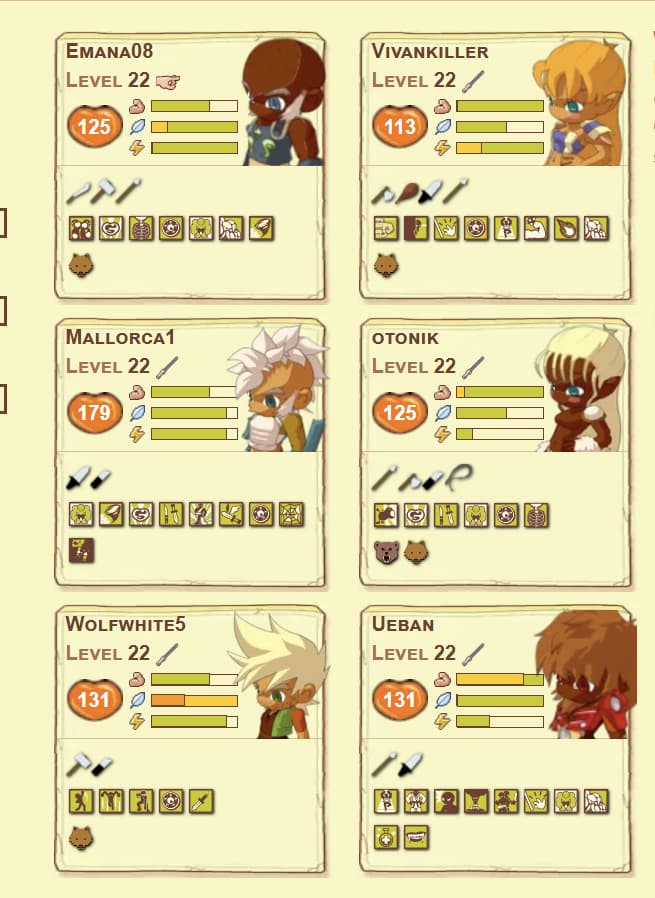 Emana08
Level 22
125
Vivankiller
Level 22
113
Mallorca1
Level 22
179
otonik
Level 22
125
Wolfwhite5
Level 22
131
Ueban
Level 22
131